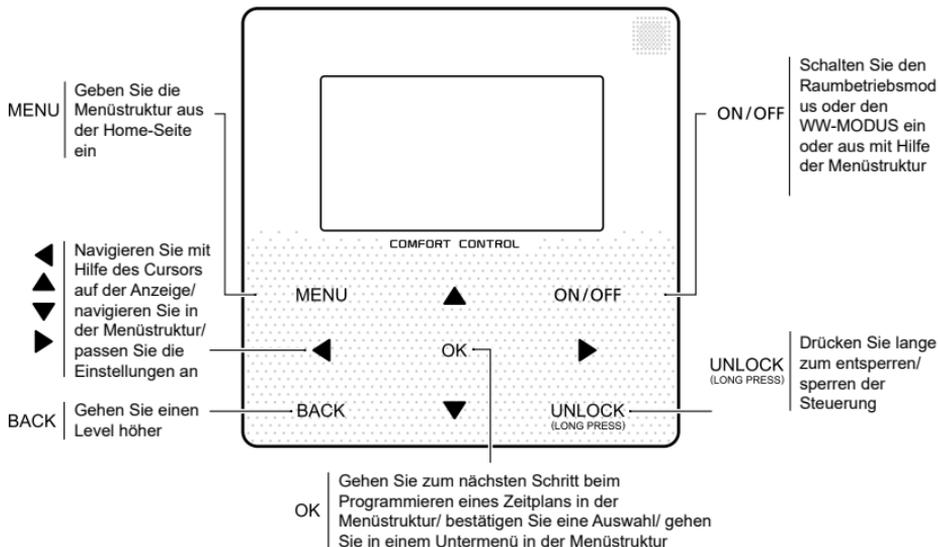 MENU
Geben Sie die
Menüstruktur aus
der Home-Seite
ein
ON/OFF
Schalten Sie den
Raumbetriebsmod
us oder den
WW-MODUS ein
oder aus mit Hilfe
der Menüstruktur
COMFORT CONTROL
Navigieren Sie mit
Hilfe des Cursors
auf der Anzeige/
navigieren Sie in
der Menüstruktur/
passen Sie die
Einstellungen an
MENU
ON/OFF
OK
BACK
UNLOCK
(LONG PRESS)
UNLOCK
(LONG PRESS)
Drücken Sie lange
zum entsperren/
sperren der
Steuerung
BACK
Gehen Sie einen
Level höher
OK
Gehen Sie zum nächsten Schritt beim
Programmieren eines Zeitplans in der
Menüstruktur/ bestätigen Sie eine Auswahl/ gehen
Sie in einem Untermenü in der Menüstruktur